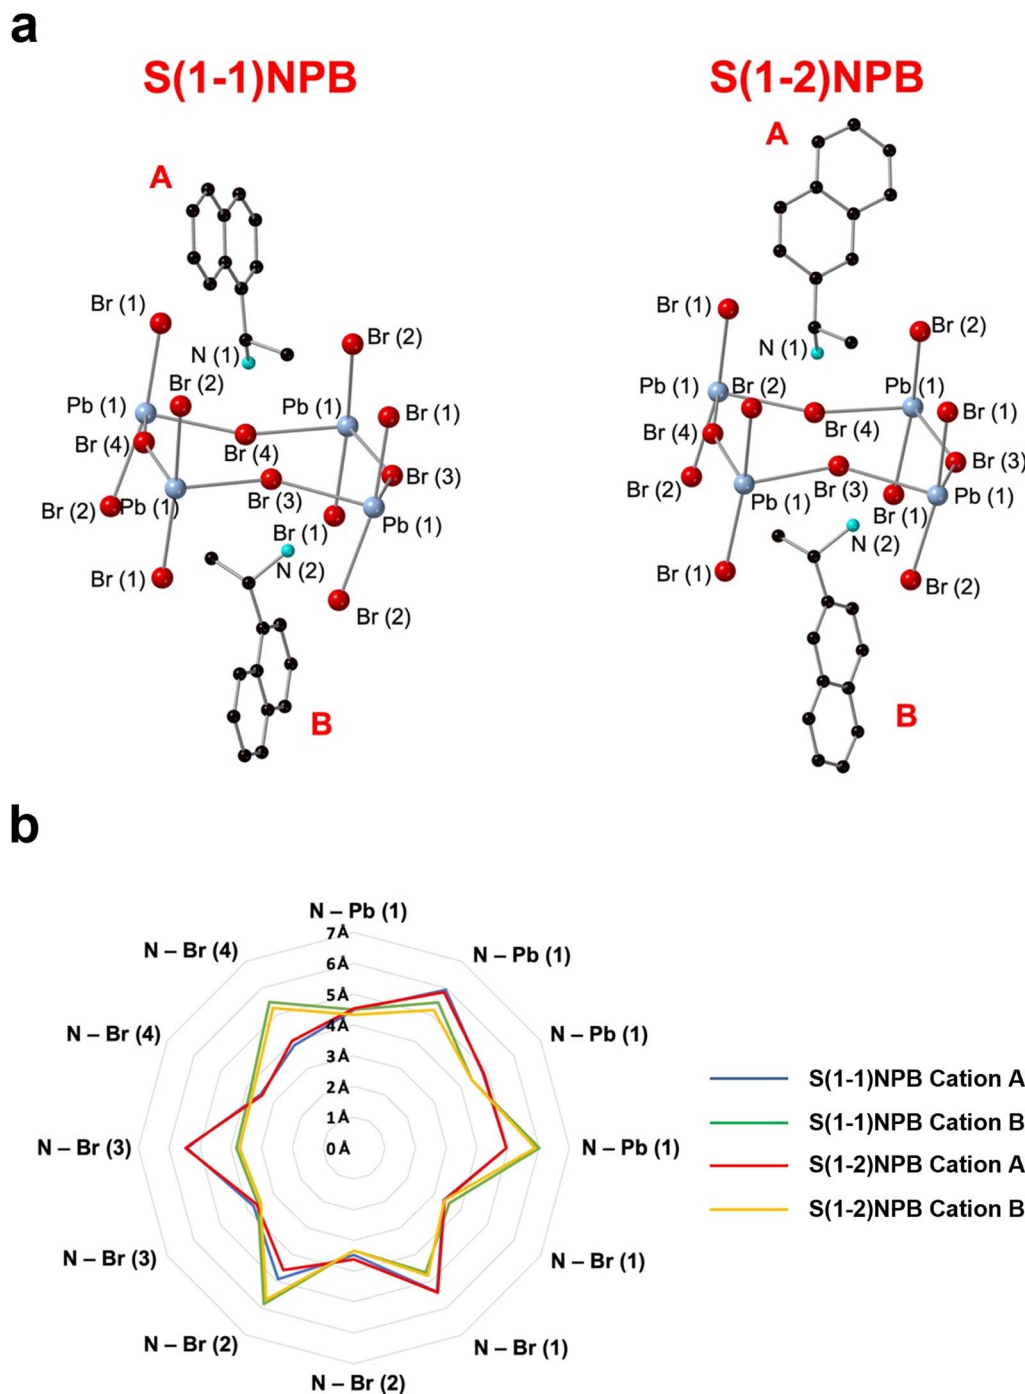 a
S(1-1)NPB
S(1-2)NPB
A
A
Br (1)
Br (2)
N (1)
Br (2)
Pb (1)
Pb (1)
Br (1)
Br (4)
Br (4)
Br (3)
Br (3)
Br (2)
Pb (1)
Pb (1)
Br (1)
N (2)
Br (1)
Br (2)
B
Br (1)
Br (2)
N (1)
Pb (1)
Br (2)
Pb (1)
Br (1)
Br (4)
Br (4)
Br (3)
Br (2)
Pb (1)
Br (3)
Br (1)
Pb (1)
N (2)
Br (1)
Br (2)
B
b
N – Pb (1)
N – Br (4)
N – Pb (1)
N – Br (4)
N – Pb (1)
N – Br (3)
N – Pb (1)
N – Br (3)
N – Br (1)
N – Br (2)
N – Br (1)
N – Br (2)
7Å
6Å
5Å
4Å
3Å
2Å
1Å
0Å
S(1-1)NPB Cation A
S(1-1)NPB Cation B
S(1-2)NPB Cation A
S(1-2)NPB Cation B